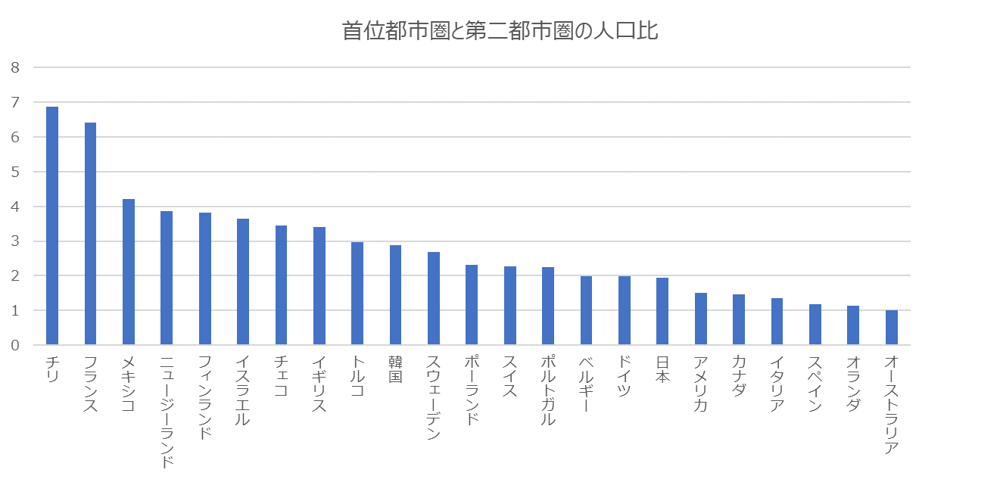 首位都市圏と第二都市圏の人口比
8
7
6
5
4
3
2
1
0
チリ
フランス
メキシコ
ニュージーランド
フィンランド
イスラエル
チェコ
イギリス
トルコ
韓国
スウェーデン
ポーランド
スイス
ポルトガル
ベルギー
ドイツ
日本
アメリカ
カナダ
イタリア
スペイン
オランダ
オーストラリア